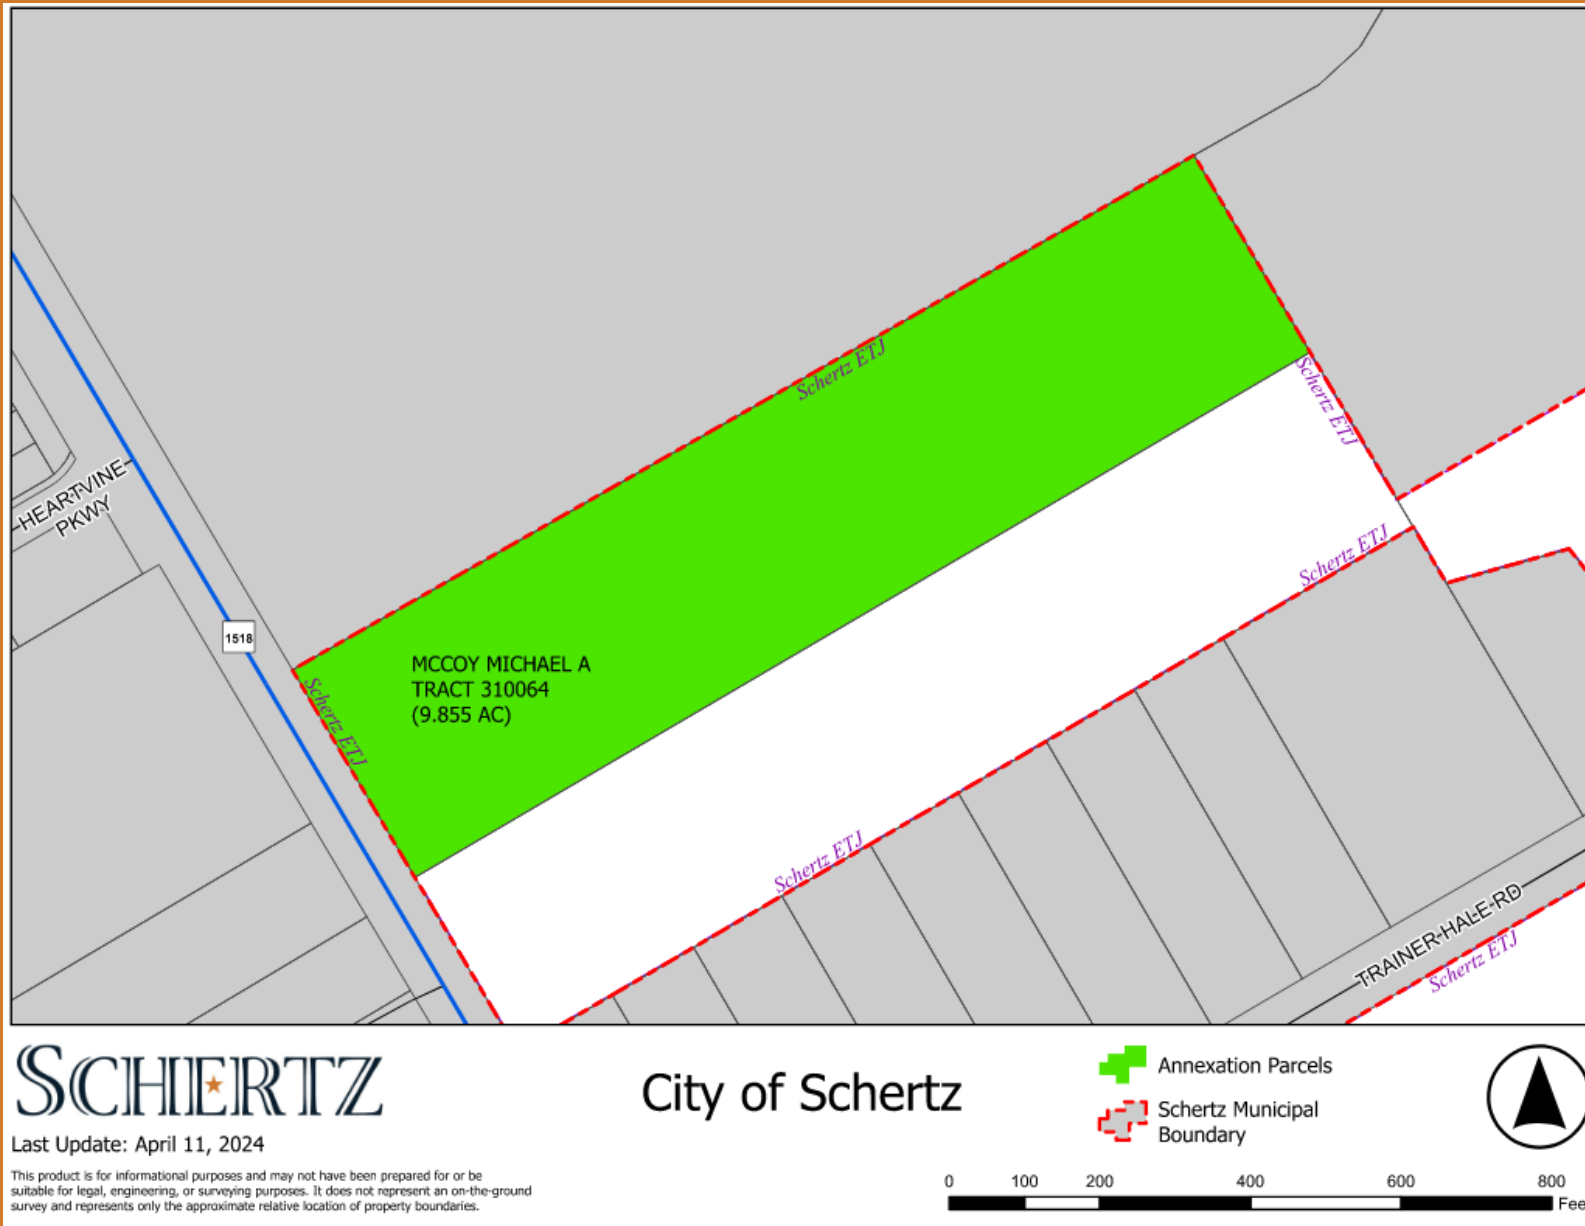 Schertz ETJ
Schertz ETJ
HEARTVINE
PKWY
Schertz ETJ
1518
MCCOY MICHAEL A
TRACT 310064
(9.855 AC)
Schertz ETJ
Schertz ETJ
TRAINER-HALE-RD
Schertz ETJ
SCHERTZ
Last Update: April 11, 2024
This product is for informational purposes and may not have been prepared for or be
suitable for legal, engineering, or surveying purposes. It does not represent an on-the-ground
survey and represents only the approximate relative location of property boundaries.
City of Schertz
Annexation Parcels
Schertz Municipal
Boundary
0 100 200 400 600 800
Fee